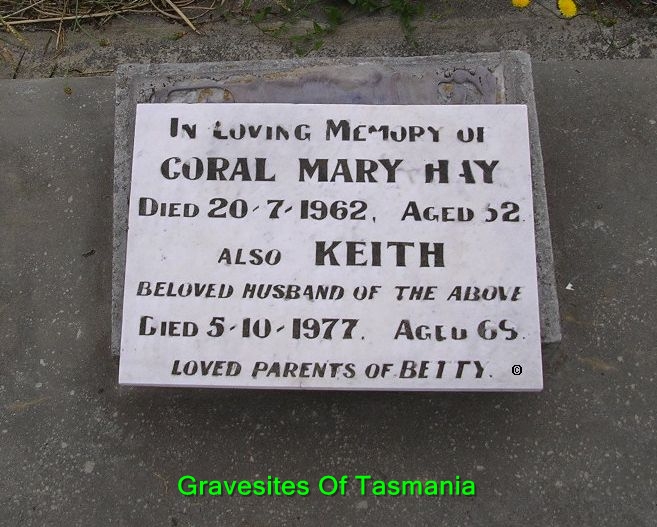 IN LOVING MEMORY OF
CORAL MARY HAY
DIED 20-7-1962, AGED 52
ALSO KEITH
BELOVED HUSBAND OF THE ABOVE
DIED 5-10-1977. AGED
LOVED PARENTS OF BETTY. ©
Gravesites Of Tasmania